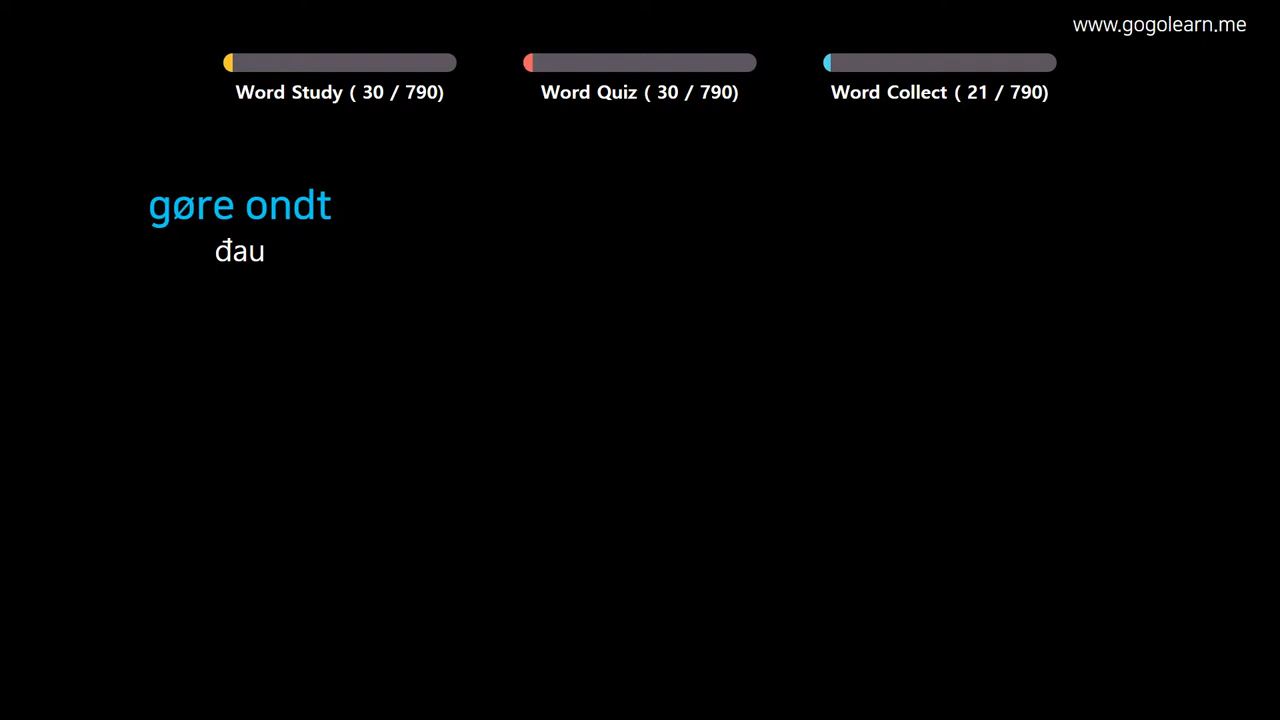 www.gogolearn.me
Word Study ( 30 / 790)
Word Quiz ( 30 / 790)
Word Collect ( 21 / 790)
gøre ondt
đau